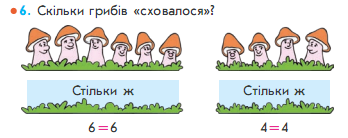 6. Скільки грибів «сховалося»?
Стільки ж Стільки ж
6=6 4=4